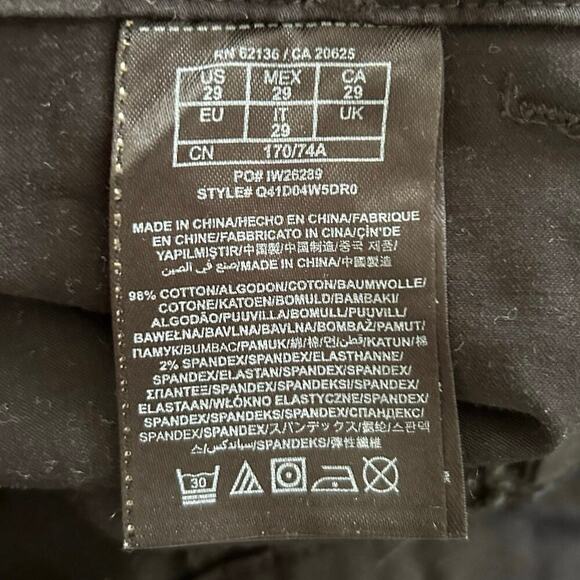 RN 62136 / CA 20625
US 29 MEX 29 CA 29
EU IT 29 UK
CN 170/74A
PO# IW26289
STYLE# Q41D04W5DR0
MADE IN CHINA/HECHO EN CHINA/FABRIQUE
EN CHINE/FABBRICATO IN CINA/ÇİN'DE
YAPILMIŞTIR/中国製/中国制造/중국 제품/
صنع في الصين/MADE IN CHINA/中國製造
98% COTTON/ALGODON/COTON/BAUMWOLLE/
COTONE/KATOEN/BOMULD/BAMBAKI/
ALGODÃO/PUUVILLA/BOMULL/PUUVILL/
BAWEŁNA/BAVLNA/BAVLNA/BOMBAŽ/PAMUT/
ПАМУК/BUMBAC/PAMUK/綿/棉/면/قطن/KATUN/棉
2% SPANDEX/SPANDEX/ELASTHANNE/
SPANDEX/ELASTAN/SPANDEX/SPANDEX/
ΣΠΑΝΤΕΞ/SPANDEX/SPANDEKSI/SPANDEX/
ELASTAAN/WŁÓKNO ELASTYCZNE/SPANDEX/
SPANDEX/SPANDEKS/SPANDEX/СПАНДЕКС/
SPANDEX/SPANDEX/スパンデックス/氨纶/스판덱
스/سباندكس/SPANDEKS/彈性纖維
30